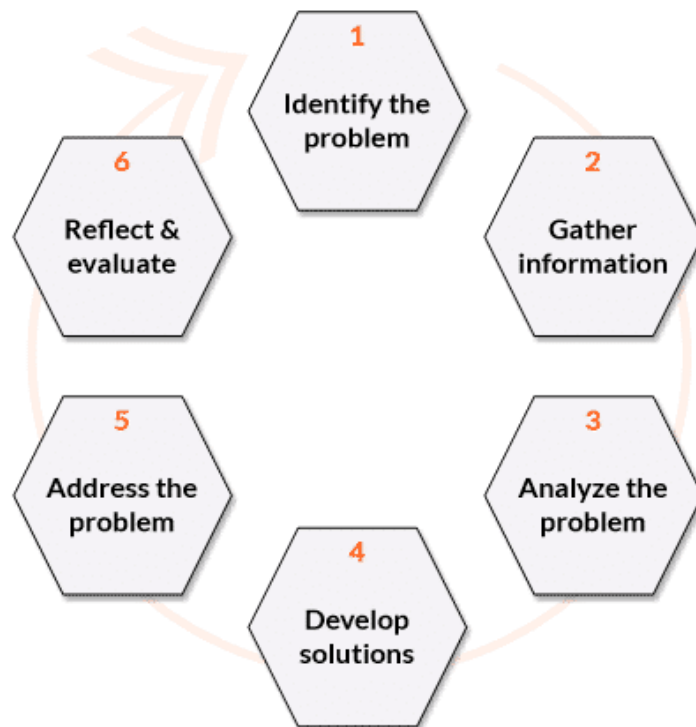 1
Identify the
problem
2
Gather
information
3
Analyze the
problem
4
Develop
solutions
5
Address the
problem
6
Reflect &
evaluate